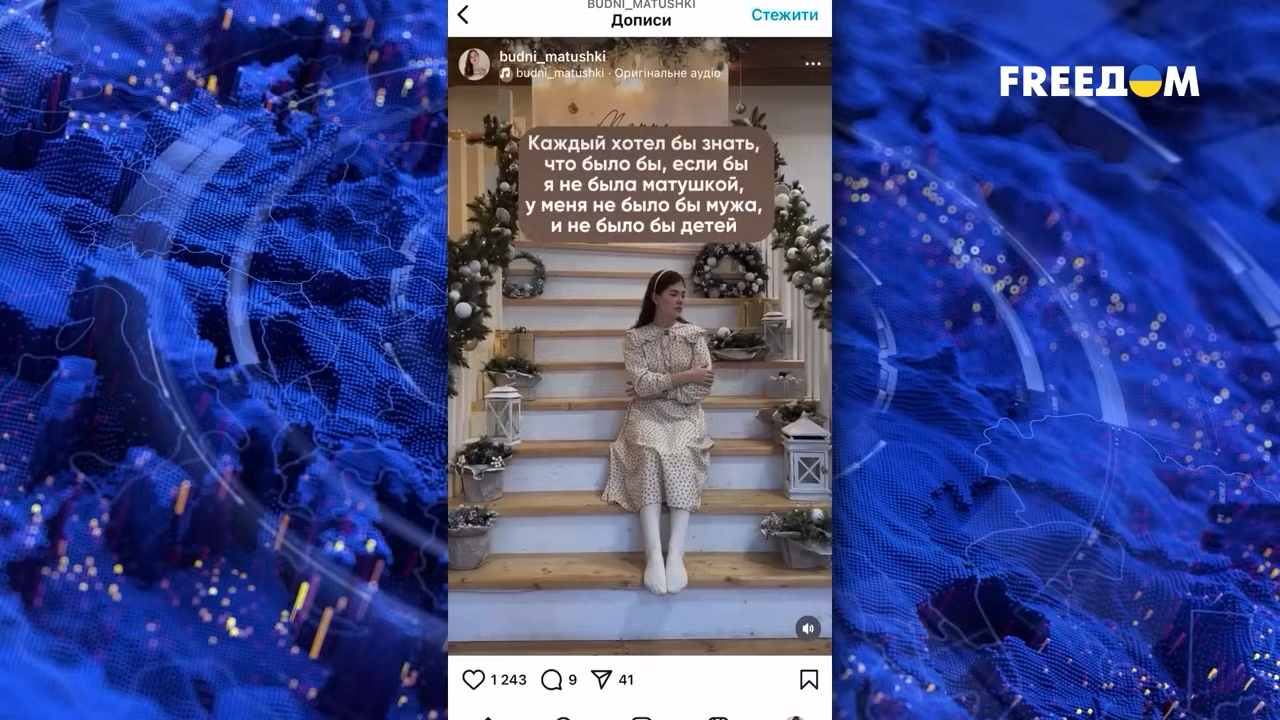 BUDNI_MATUSHKI
Дописи
Стежити
budni_matushki
budni_matushki · Оригінальне аудіо
FREEДOM
Каждый хотел бы знать,
что было бы, если бы
я не была матушкой,
у меня не было бы мужа,
и не было бы детей
1 243
9
41